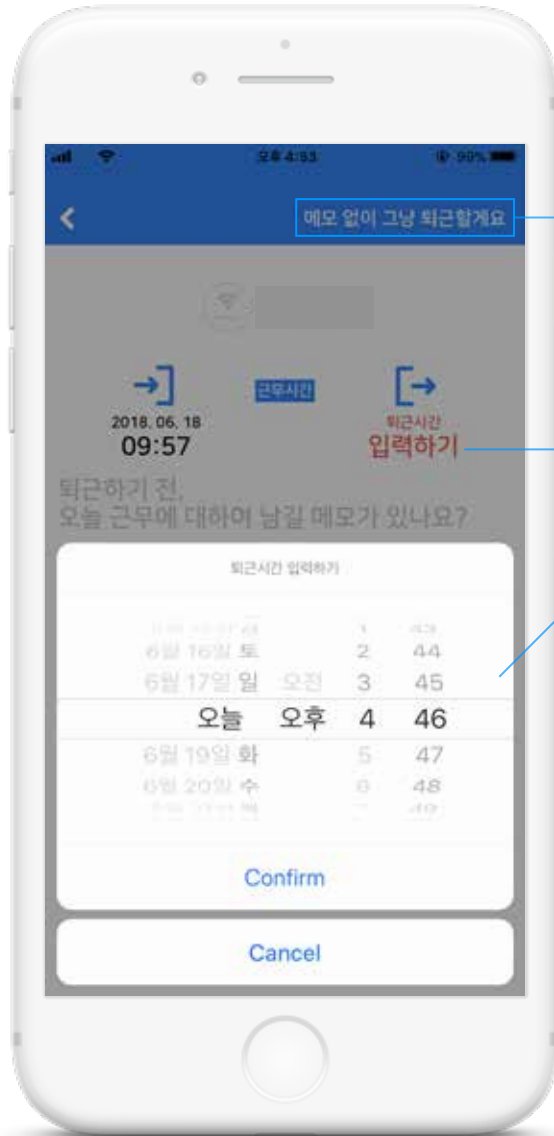 오후 4:53 99%
메모 없이 그냥 퇴근할게요
근무시간
2018. 06. 18 퇴근시간
09:57 입력하기
퇴근하기 전,
오늘 근무에 대하여 남길 메모가 있나요?
퇴근시간 입력하기
6월 16일 토 2 44
6월 17일 일 오전 3 45
오늘 오후 4 46
6월 19일 화 5 47
6월 20일 수 6 48
Confirm
Cancel